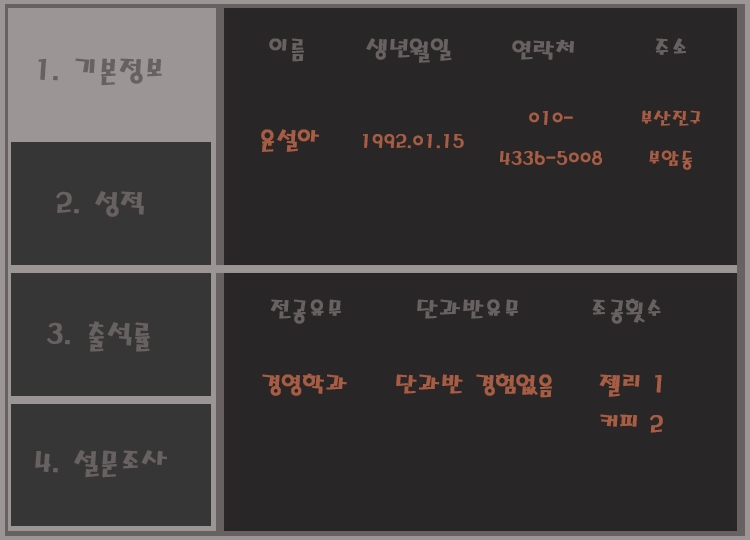 1. 기본정보
2. 성적
3. 출석률
4. 설문조사
이름 생년월일 연락처 주소
윤설아 1992.01.15 010-4336-5008 부산진구 부암동
전공유무 단과반유무 조공횟수
경영학과 단과반 경험없음 젤리 1
커피 2